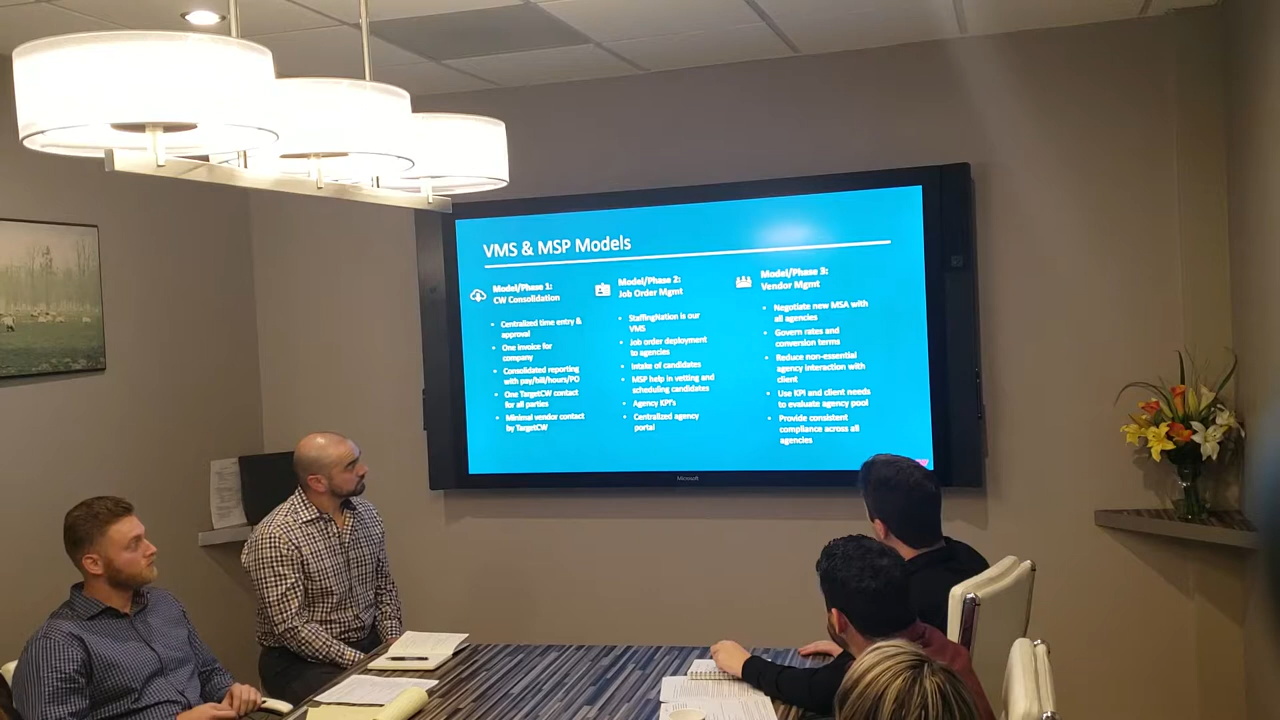 VMS & MSP Models
Model/Phase 1:
CW Consolidation
Centralized time entry &
approval
One invoice for
company
Consolidated reporting
with pay/bill/hours/PO
One TargetCW contact
for all parties
Minimal vendor contact
by TargetCW
Model/Phase 2:
Job Order Mgmt
StaffingNation is our
VMS
Job order deployment
to agencies
Intake of candidates
MSP help in vetting and
scheduling candidates
Agency KPI's
Centralized agency
portal
Model/Phase 3:
Vendor Mgmt
Negotiate new MSA with
all agencies
Govern rates and
conversion terms
Reduce non-essential
agency interaction with
client
Use KPI and client needs
to evaluate agency pool
Provide consistent
compliance across all
agencies
Microsoft